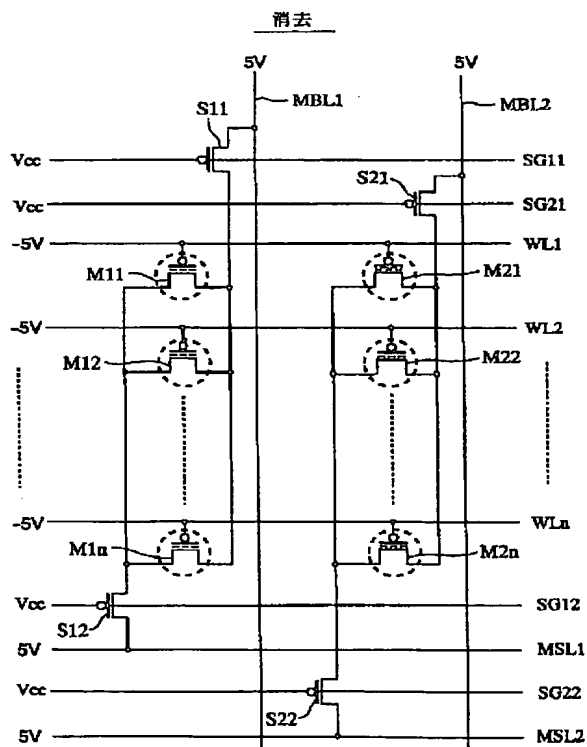 消去
5V
5V
MBL1
MBL2
S11
Vcc
SG11
S21
Vcc
SG21
-5V
WL1
M11
M21
-5V
WL2
M12
M22
-5V
WLn
M1n
M2n
Vcc
SG12
S12
5V
MSL1
Vcc
SG22
S22
5V
MSL2